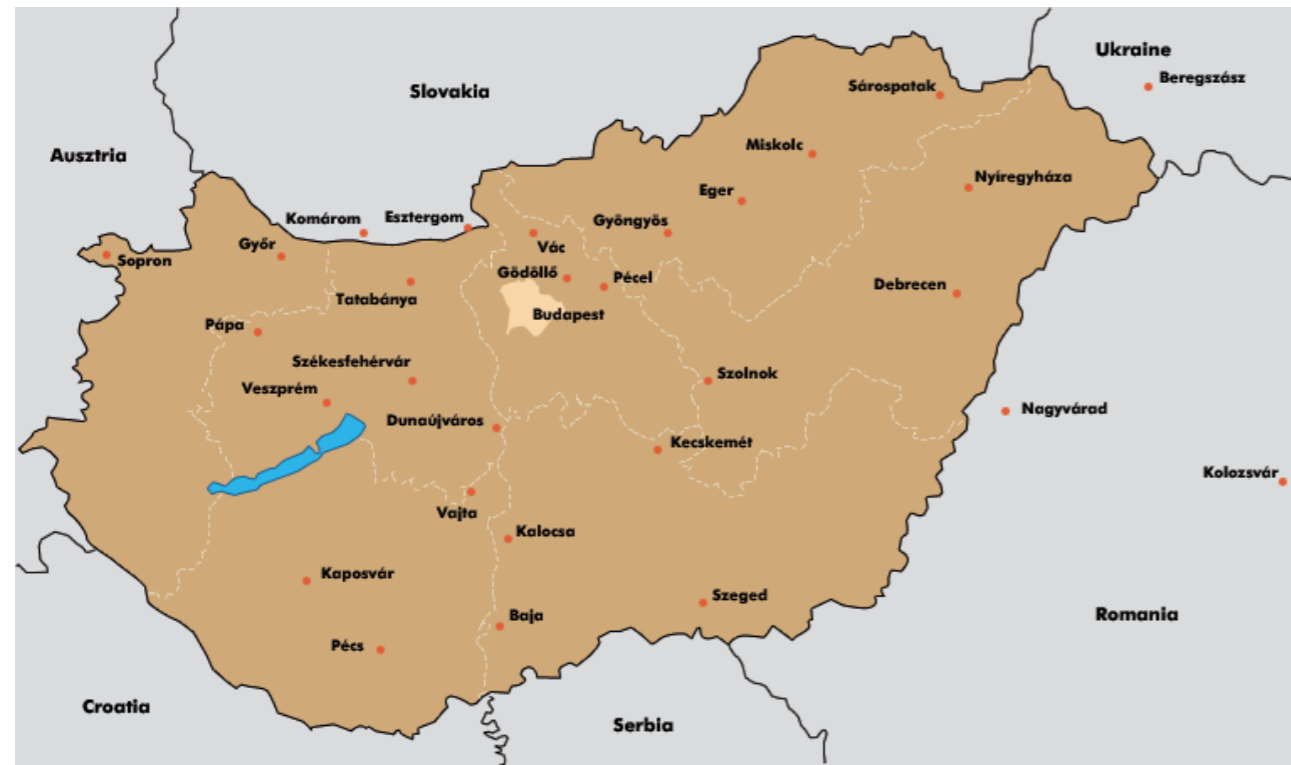 Ukraine
Beregszász
Sárospatak
Slovakia
Miskolc
Ausztria
Nyíregyháza
Eger
Esztergom
Komárom
Gyöngyös
Győr
Vác
Sopron
Gödöllő
Pécel
Debrecen
Tatabánya
Budapest
Pápa
Székesfehérvár
Szolnok
Veszprém
Nagyvárad
Dunaújváros
Kecskemét
Kolozsvár
Vajta
Kalocsa
Kaposvár
Szeged
Baja
Romania
Pécs
Croatia
Serbia